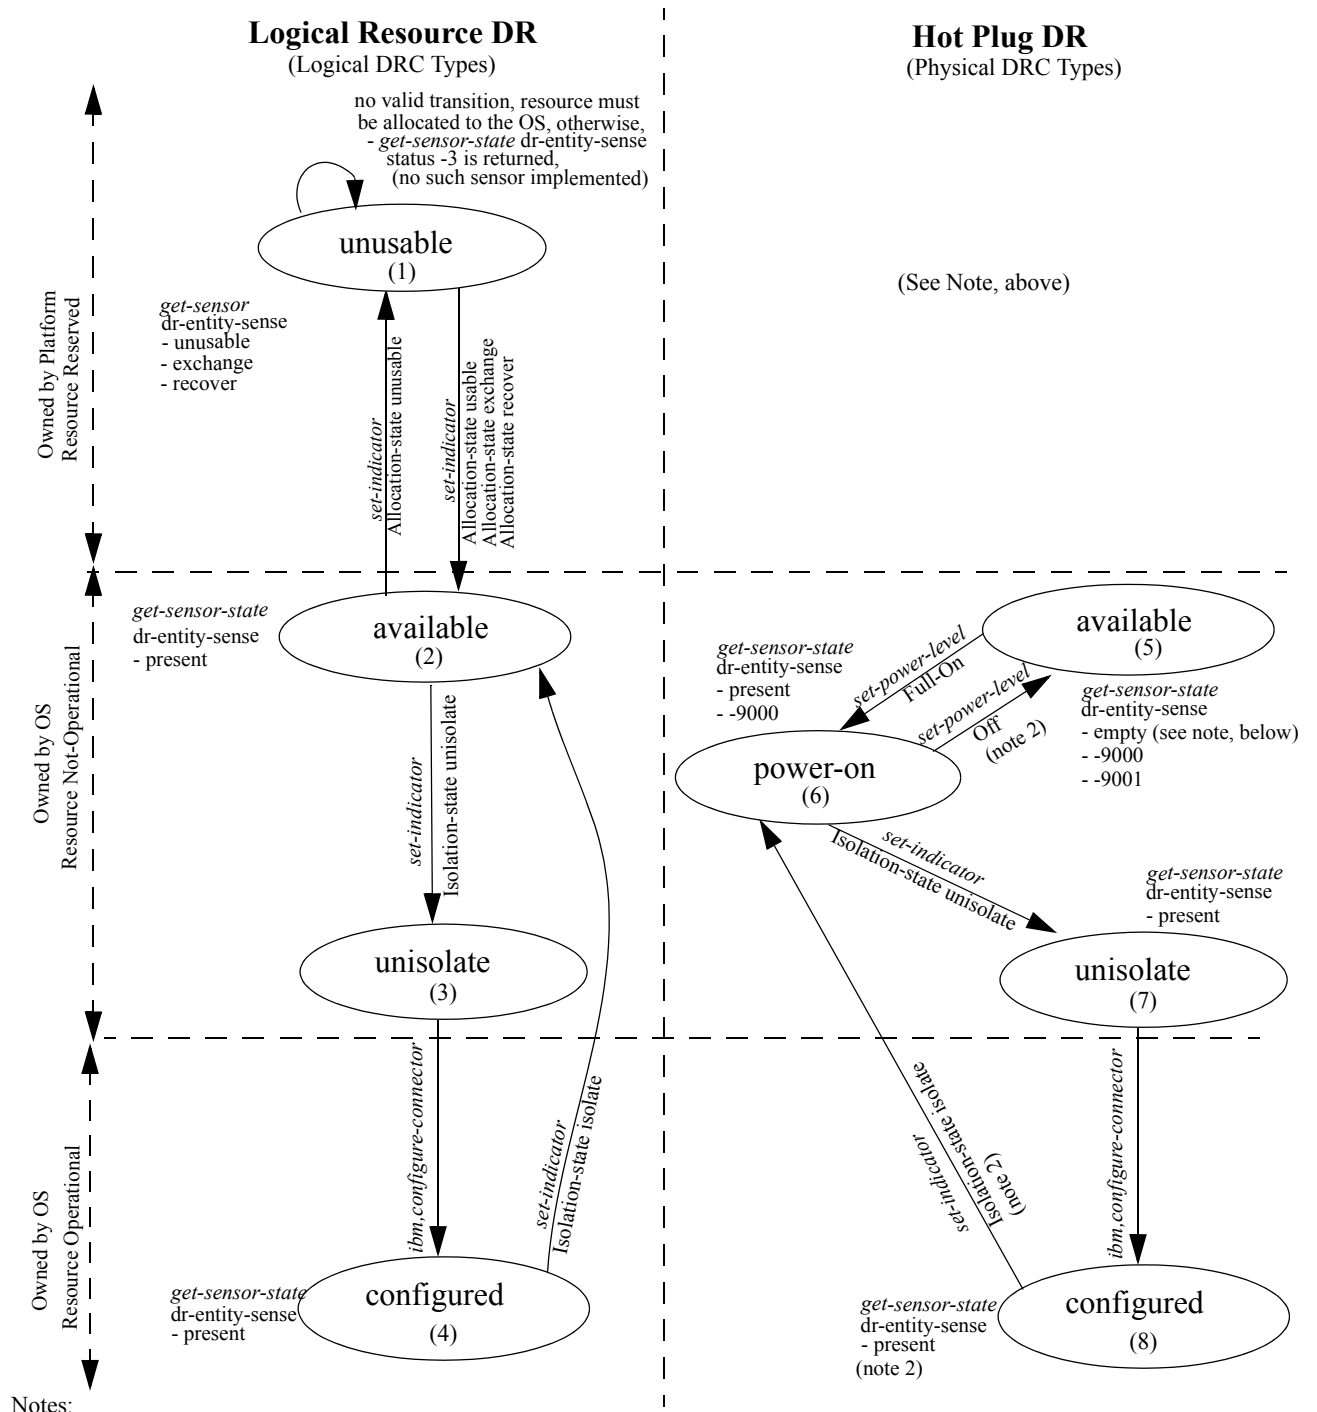 Logical Resource DR
(Logical DRC Types)
Hot Plug DR
(Physical DRC Types)
no valid transition, resource must
be allocated to the OS, otherwise,
- get-sensor-state dr-entity-sense
status -3 is returned,
(no such sensor implemented)
unusable
(1)
(See Note, above)
get-sensor
dr-entity-sense
- unusable
- exchange
- recover
Owned by Platform
Resource Reserved
set-indicator
Allocation-state unusable
set-indicator
Allocation-state usable
Allocation-state exchange
Allocation-state recover
get-sensor-state
dr-entity-sense
- present
available
(2)
Owned by OS
Resource Not-Operational
set-indicator
Isolation-state unisolate
unisolate
(3)
get-sensor-state
dr-entity-sense
- present
- -9000
set-power-level
Full-On
set-power-level
Off
(note 2)
available
(5)
get-sensor-state
dr-entity-sense
- empty (see note, below)
- -9000
- -9001
power-on
(6)
set-indicator
Isolation-state unisolate
get-sensor-state
dr-entity-sense
- present
unisolate
(7)
Owned by OS
Resource Operational
ibm,configure-connector
set-indicator
Isolation-state isolate
get-sensor-state
dr-entity-sense
- present
configured
(4)
Isolation-state isolate
(note 2)
set-indicator
ibm,configure-connector
get-sensor-state
dr-entity-sense
- present
(note 2)
configured
(8)
Notes: